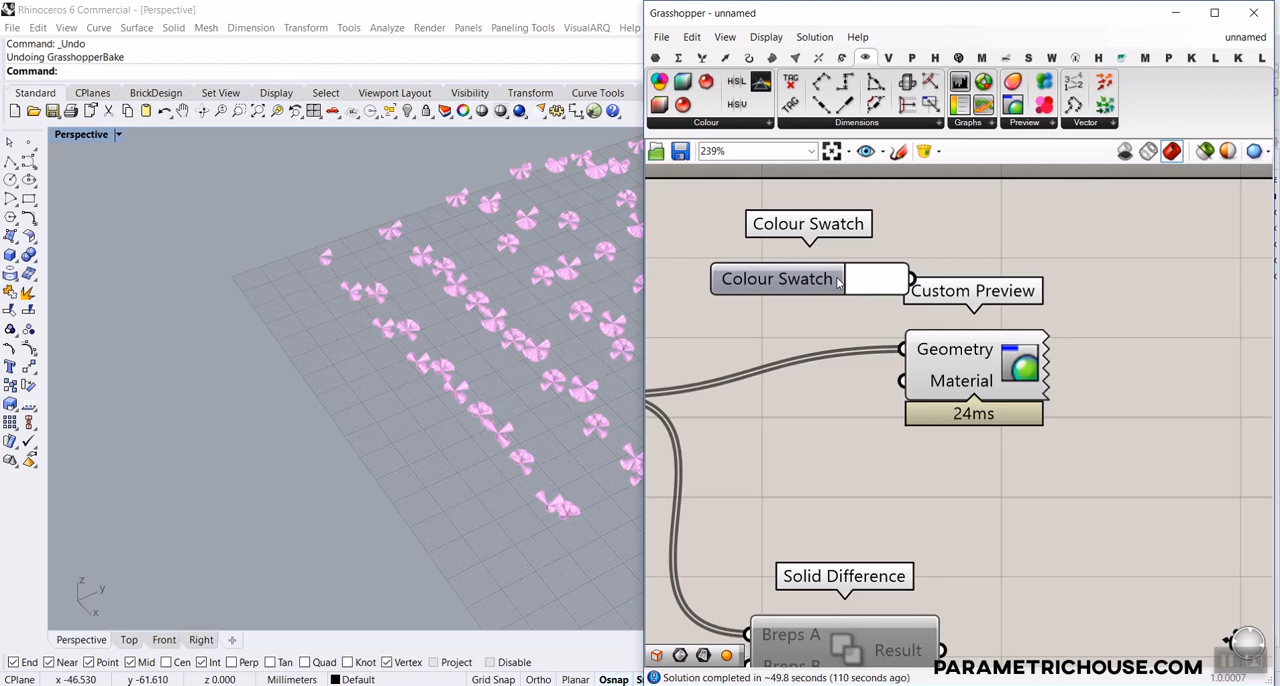 Rhinoceros 6 Commercial - [Perspective]
File Edit View Curve Surface Solid Mesh Dimension Transform Tools Analyze Render Panels Paneling Tools VisualARQ Help
Command: _Undo
Undoing GrasshopperBake
Command:
Standard CPlanes BrickDesign Set View Display Select Viewport Layout Visibility Transform Curve Tools
Perspective
z
y
x
Perspective Top Front Right
End Near Point Mid Cen Int Perp Tan Quad Knot Vertex Project Disable
CPlane x -46.530 y -61.610 z 0.000 Millimeters Default Grid Snap Ortho Planar Osnap
Grasshopper - unnamed
File Edit View Display Solution Help unnamed
V P H M S W H M P K L K L
HSL
HSV
TAG
TAG
Colour Dimensions Graphs Preview Vector
239%
Colour Swatch
Colour Swatch
Custom Preview
Geometry
Material
24ms
Solid Difference
Breps A
Result
Breps B
PARAMETRICHOUSE.COM
Solution completed in ~49.8 seconds (110 seconds ago)
1.0.0007